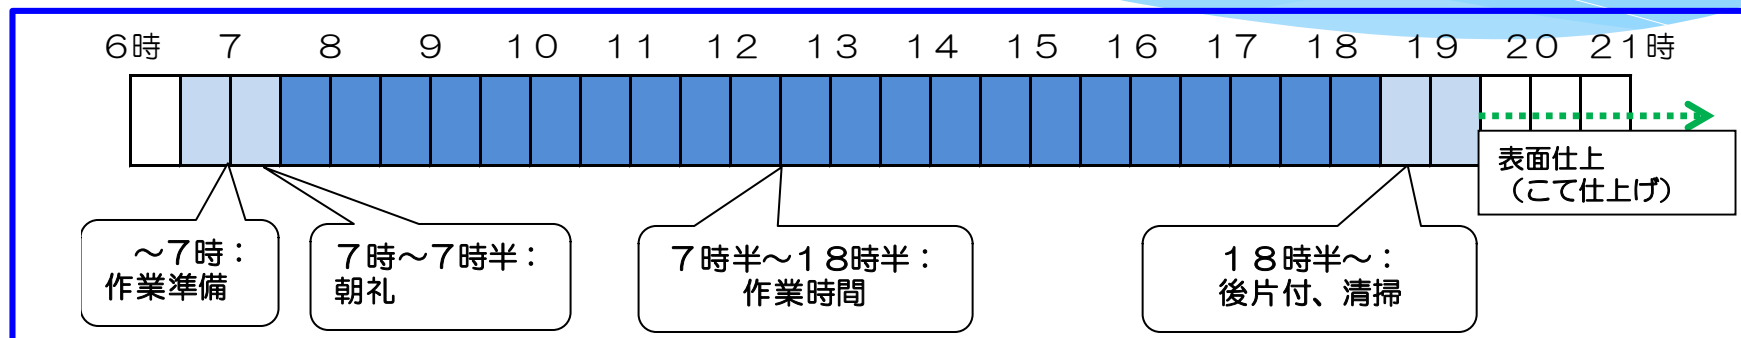 6時 7 8 9 10 11 12 13 14 15 16 17 18 19 20 21時
表面仕上
（こて仕上げ）
～7時：
作業準備
7時～7時半：
朝礼
7時半～18時半：
作業時間
18時半～：
後片付、清掃